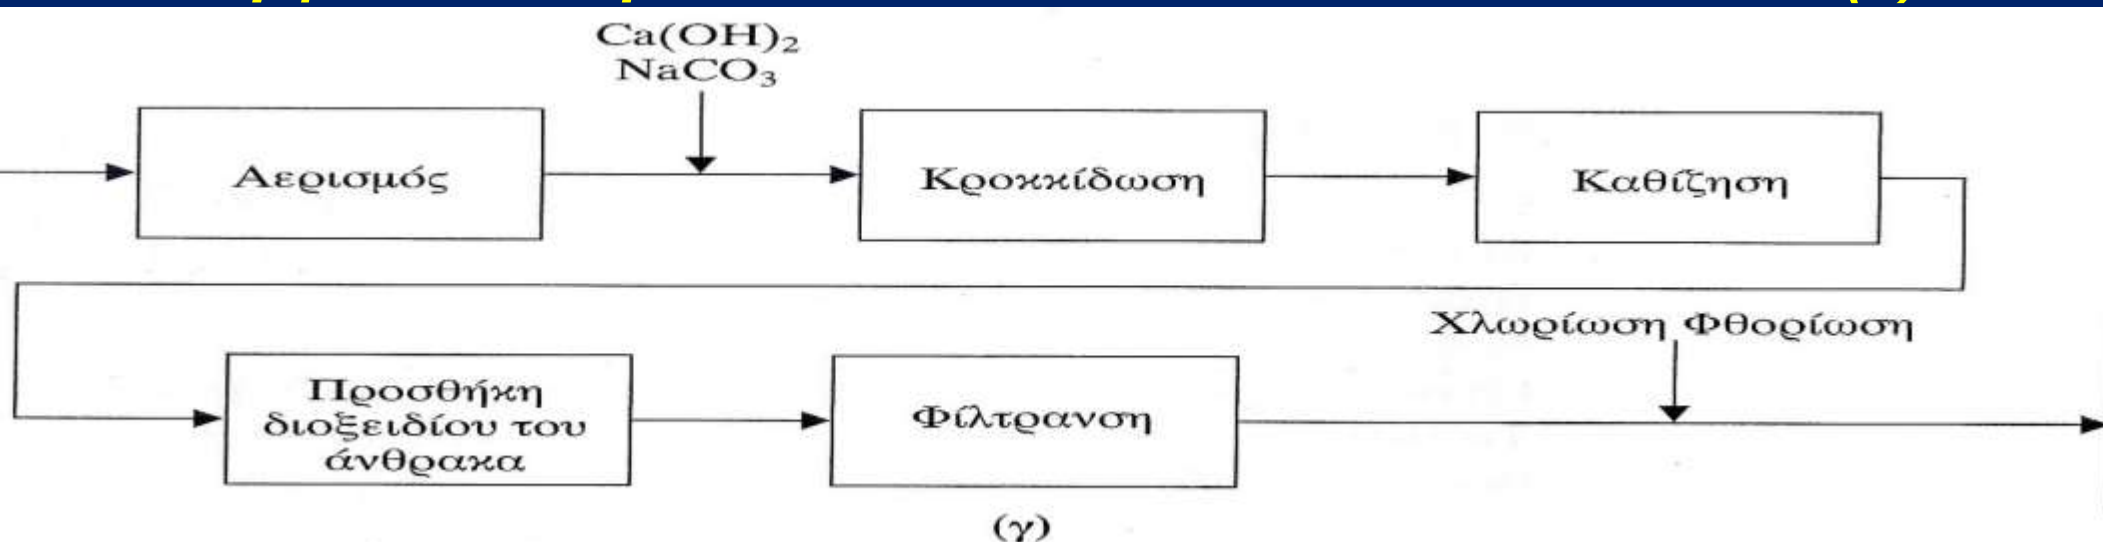 Ca(OH)₂
NaCO₃
Αερισμός
Κροκκίδωση
Καθίζηση
Χλωρίωση Φθορίωση
Προσθήκη
διοξειδίου του
άνθρακα
Φίλτρανση
(γ)